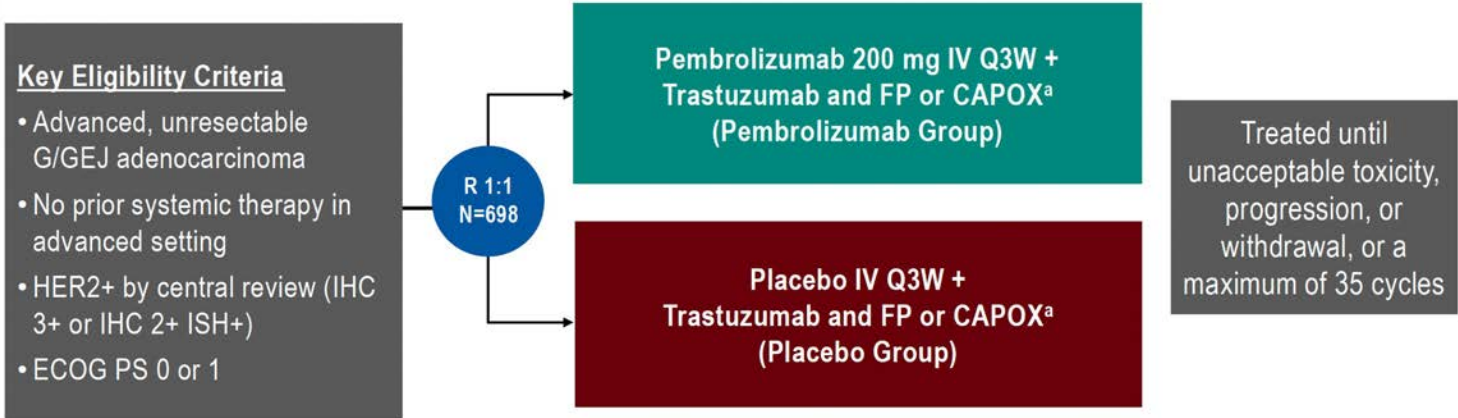 Key Eligibility Criteria
• Advanced, unresectable
G/GEJ adenocarcinoma
• No prior systemic therapy in
advanced setting
• HER2+ by central review (IHC
3+ or IHC 2+ ISH+)
• ECOG PS 0 or 1
R 1:1
N=698
Pembrolizumab 200 mg IV Q3W +
Trastuzumab and FP or CAPOXᵃ
(Pembrolizumab Group)
Placebo IV Q3W +
Trastuzumab and FP or CAPOXᵃ
(Placebo Group)
Treated until
unacceptable toxicity,
progression, or
withdrawal, or a
maximum of 35 cycles